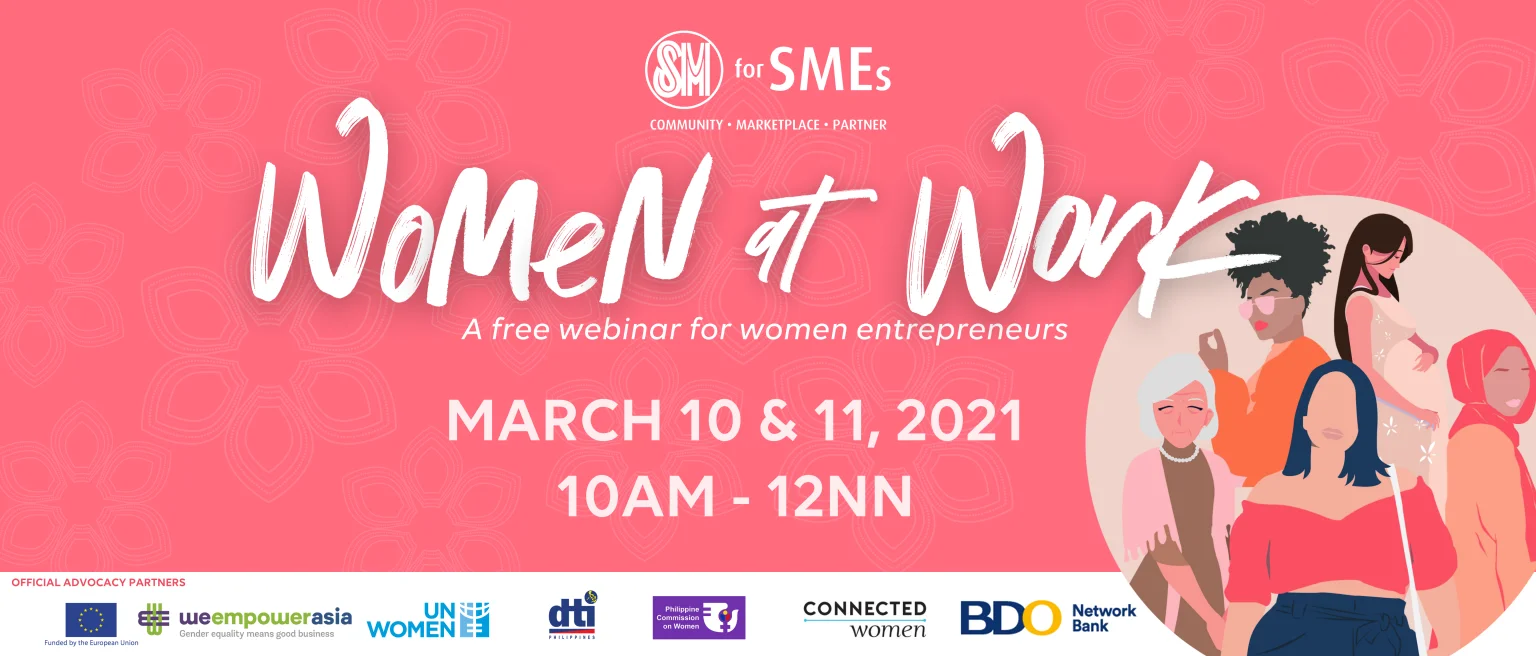 SM for SMEs
COMMUNITY • MARKETPLACE • PARTNER
WOMEN at WORK
A free webinar for women entrepreneurs
MARCH 10 & 11, 2021
10AM - 12NN
OFFICIAL ADVOCACY PARTNERS
Funded by the European Union
weempowerasia
Gender equality means good business
UN
WOMEN
dti
PHILIPPINES
Philippine
Commission
on Women
CONNECTED
women
BDO
Network
Bank